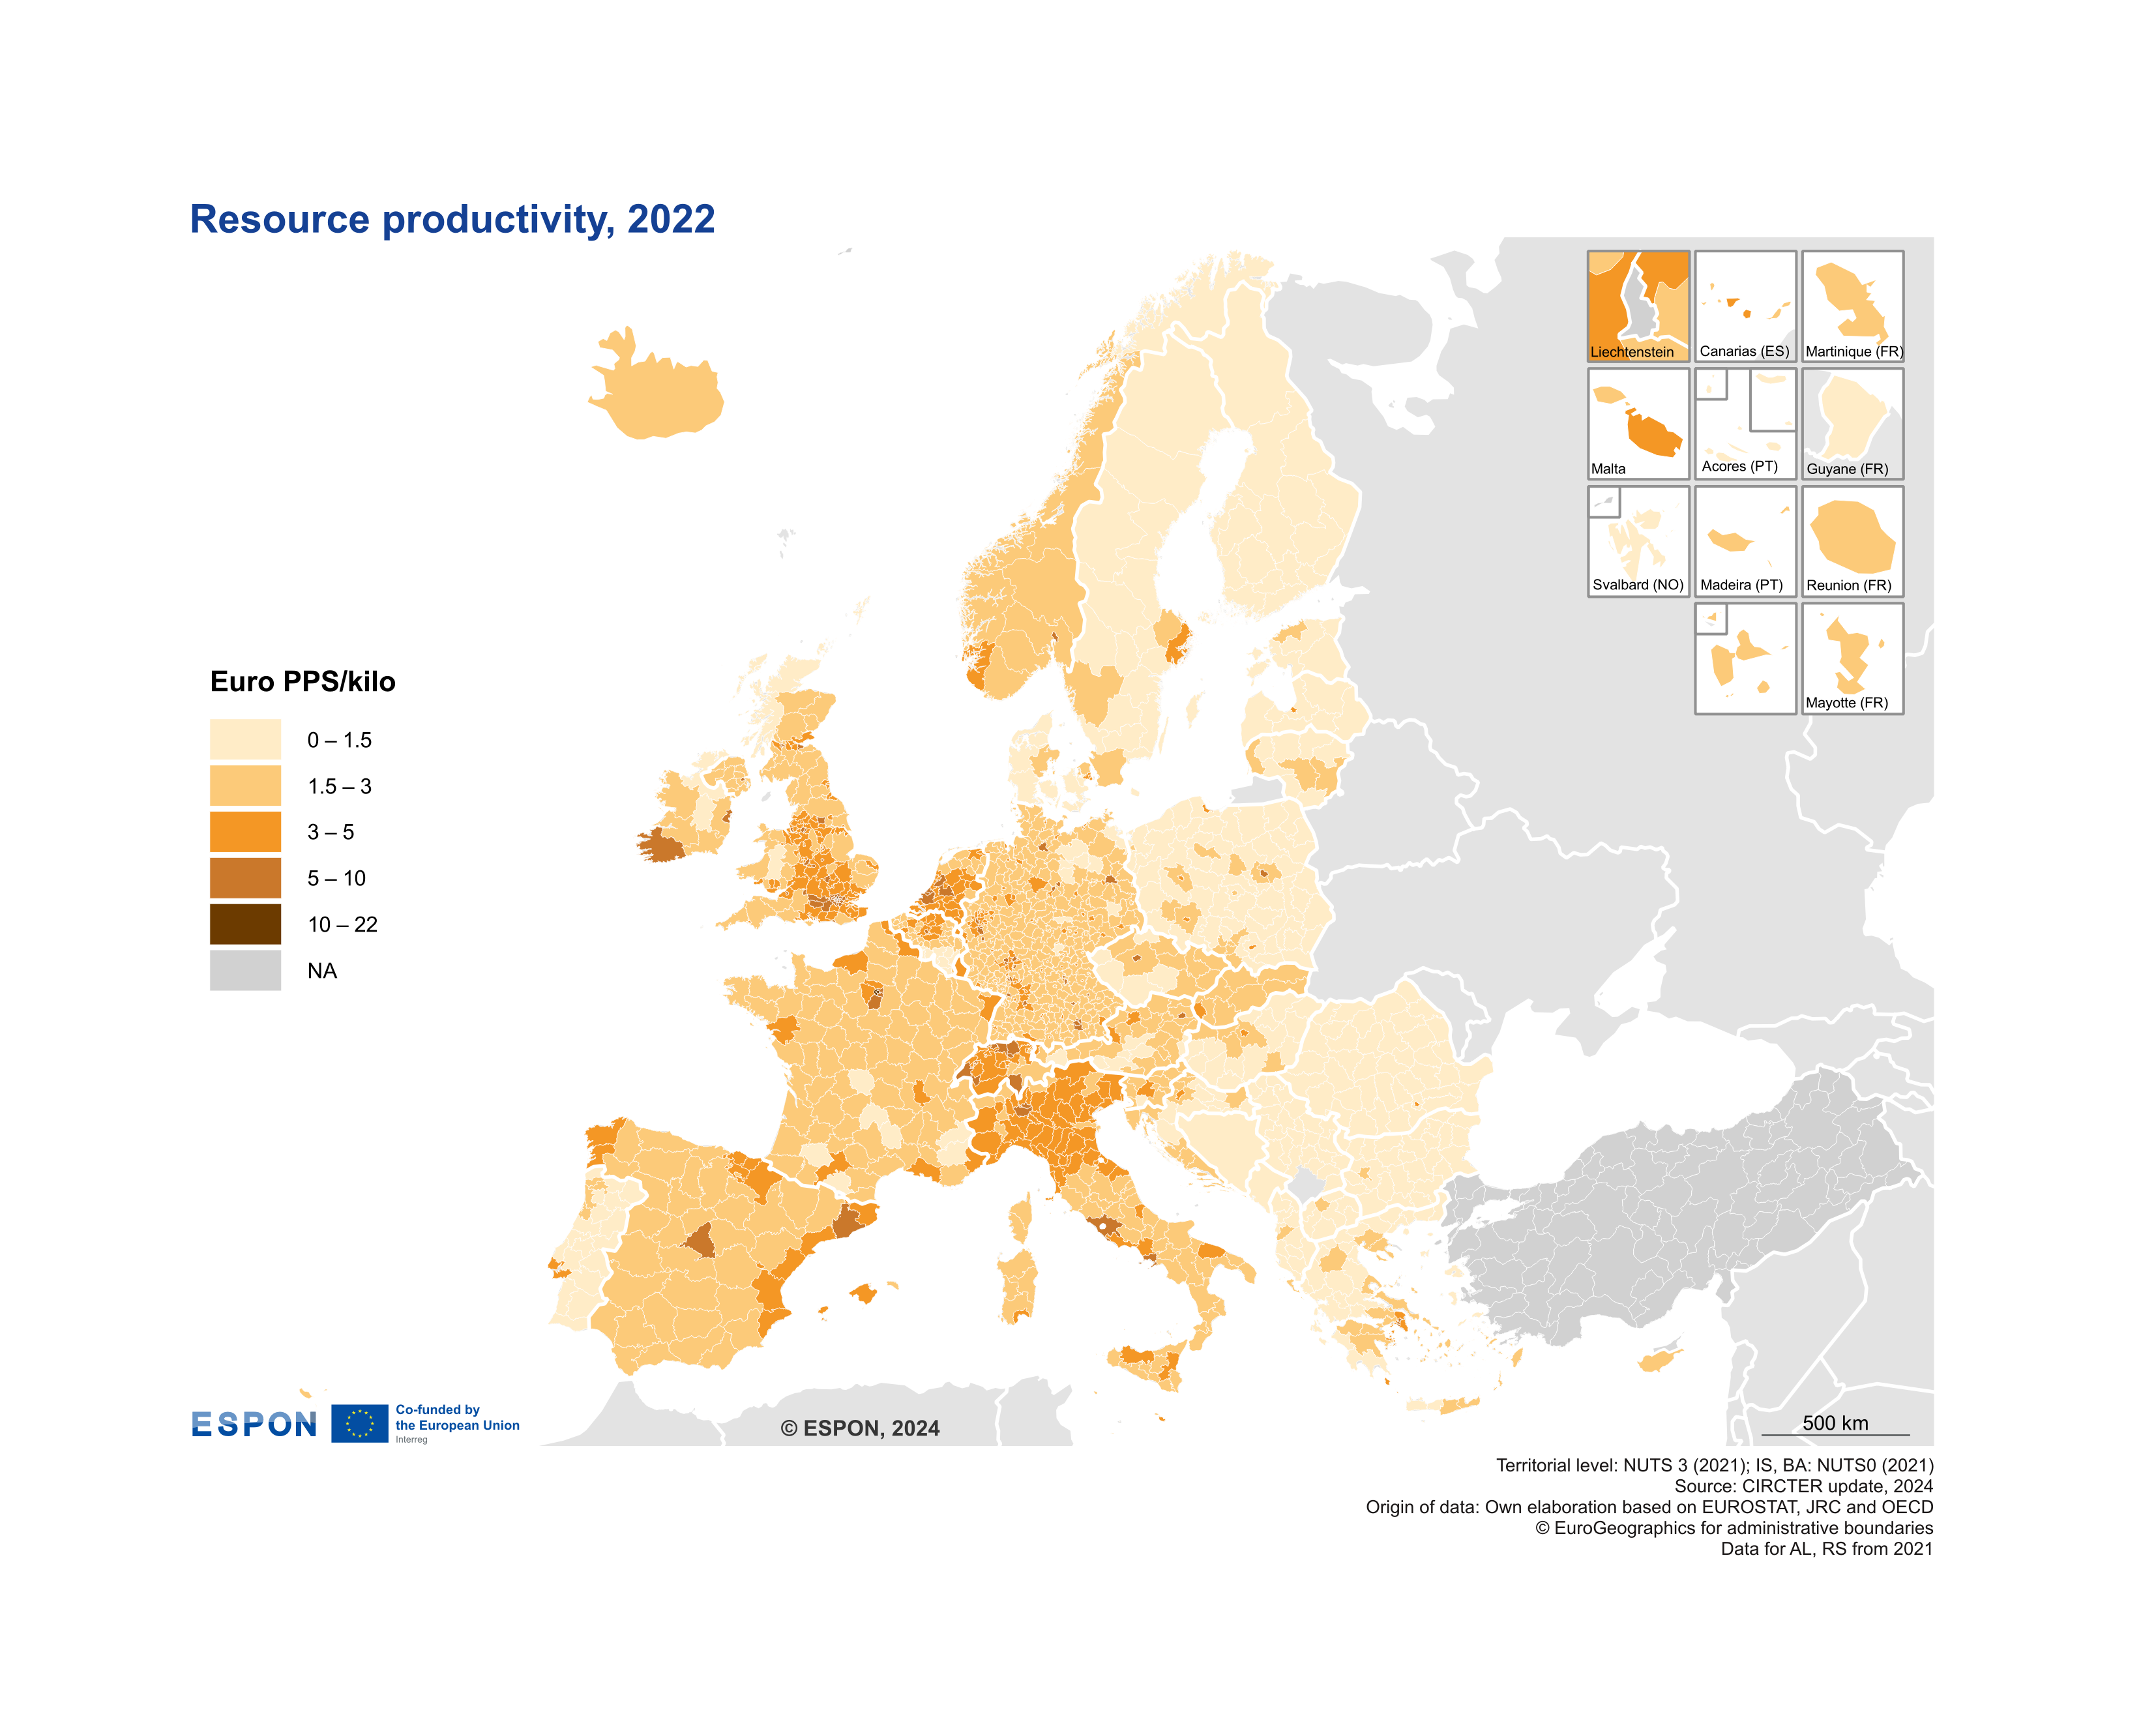 Resource productivity, 2022
Liechtenstein
Canarias (ES)
Martinique (FR)
Malta
Acores (PT)
Guyane (FR)
Svalbard (NO)
Madeira (PT)
Reunion (FR)
Mayotte (FR)
Euro PPS/kilo
0 – 1.5
1.5 – 3
3 – 5
5 – 10
10 – 22
NA
ESPON
Co-funded by
the European Union
Interreg
© ESPON, 2024
500 km
Territorial level: NUTS 3 (2021); IS, BA: NUTS0 (2021)
Source: CIRCTER update, 2024
Origin of data: Own elaboration based on EUROSTAT, JRC and OECD
© EuroGeographics for administrative boundaries
Data for AL, RS from 2021